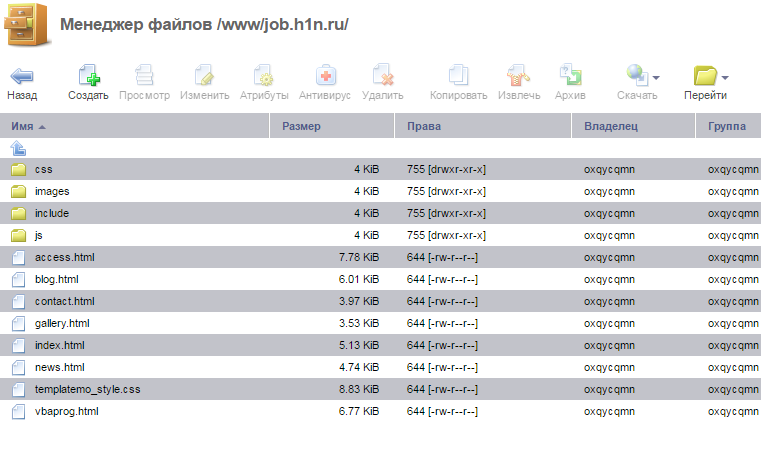 Менеджер файлов /www/job.h1n.ru/
Назад Создать Просмотр Изменить Атрибуты Антивирус Удалить Копировать Извлечь Архив Скачать Перейти
Имя Размер Права Владелец Группа
css 4 KiB 755 [drwxr-xr-x] oxqycqmn oxqycqmn
images 4 KiB 755 [drwxr-xr-x] oxqycqmn oxqycqmn
include 4 KiB 755 [drwxr-xr-x] oxqycqmn oxqycqmn
js 4 KiB 755 [drwxr-xr-x] oxqycqmn oxqycqmn
access.html 7.78 KiB 644 [-rw-r--r--] oxqycqmn oxqycqmn
blog.html 6.01 KiB 644 [-rw-r--r--] oxqycqmn oxqycqmn
contact.html 3.97 KiB 644 [-rw-r--r--] oxqycqmn oxqycqmn
gallery.html 3.53 KiB 644 [-rw-r--r--] oxqycqmn oxqycqmn
index.html 5.13 KiB 644 [-rw-r--r--] oxqycqmn oxqycqmn
news.html 4.74 KiB 644 [-rw-r--r--] oxqycqmn oxqycqmn
templatemo_style.css 8.83 KiB 644 [-rw-r--r--] oxqycqmn oxqycqmn
vbaprog.html 6.77 KiB 644 [-rw-r--r--] oxqycqmn oxqycqmn